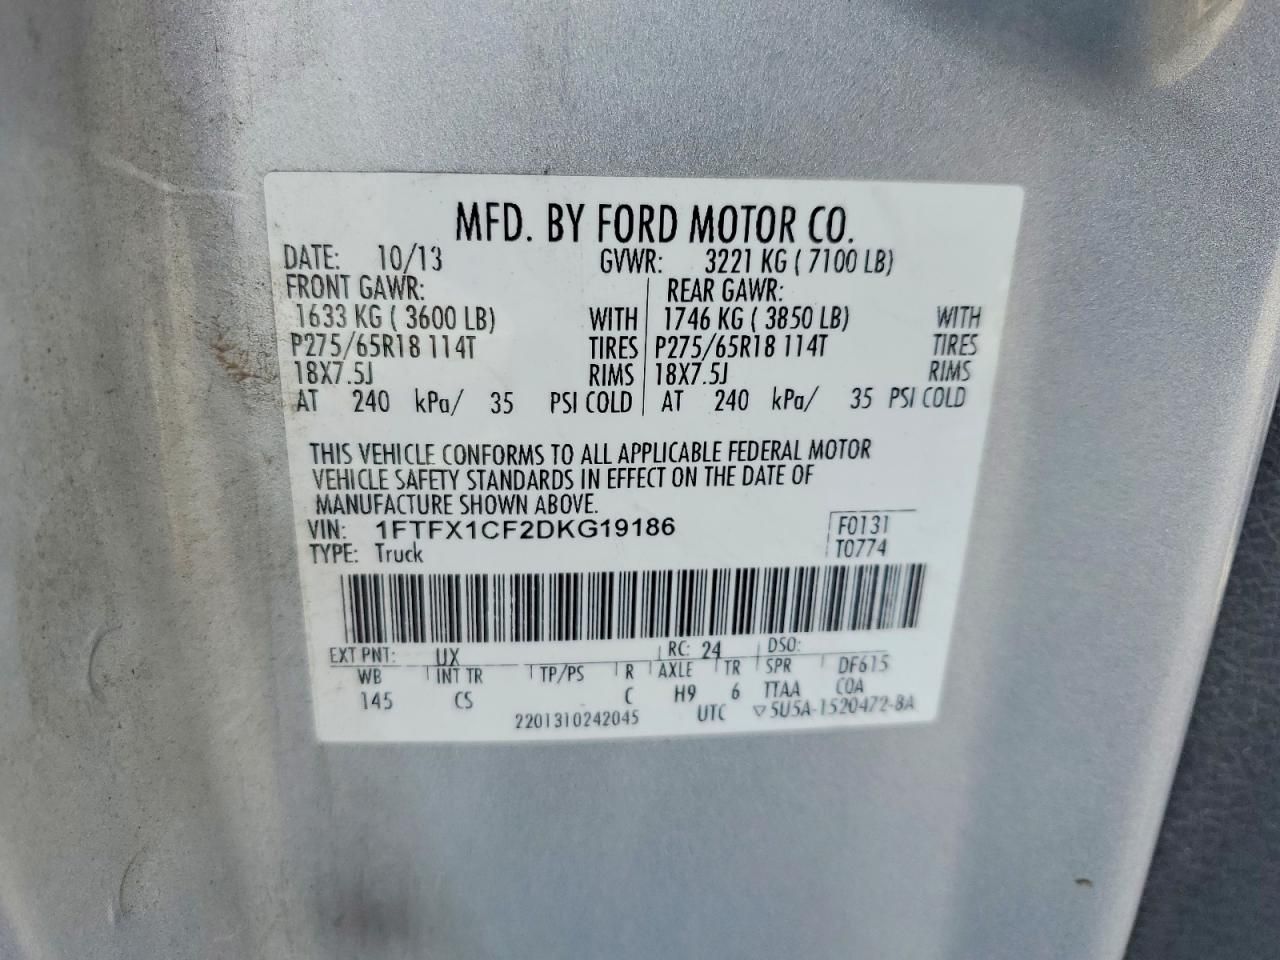 MFD. BY FORD MOTOR CO.
DATE: 10/13 GVWR: 3221 KG ( 7100 LB)
FRONT GAWR: REAR GAWR:
1633 KG ( 3600 LB) WITH 1746 KG ( 3850 LB) WITH
P275/65R18 114T TIRES P275/65R18 114T TIRES
18X7.5J RIMS 18X7.5J RIMS
AT 240 kPa/ 35 PSI COLD AT 240 kPa/ 35 PSI COLD
THIS VEHICLE CONFORMS TO ALL APPLICABLE FEDERAL MOTOR
VEHICLE SAFETY STANDARDS IN EFFECT ON THE DATE OF
MANUFACTURE SHOWN ABOVE.
VIN: 1FTFX1CF2DKG19186 F0131
TYPE: Truck T0774
EXT PNT: UX RC: 24 DSO:
WB INT TR TP/PS R AXLE TR SPR DF615
145 CS C H9 6 TTAA COA
2201310242045 UTC ▽5U5A-1520472-BA